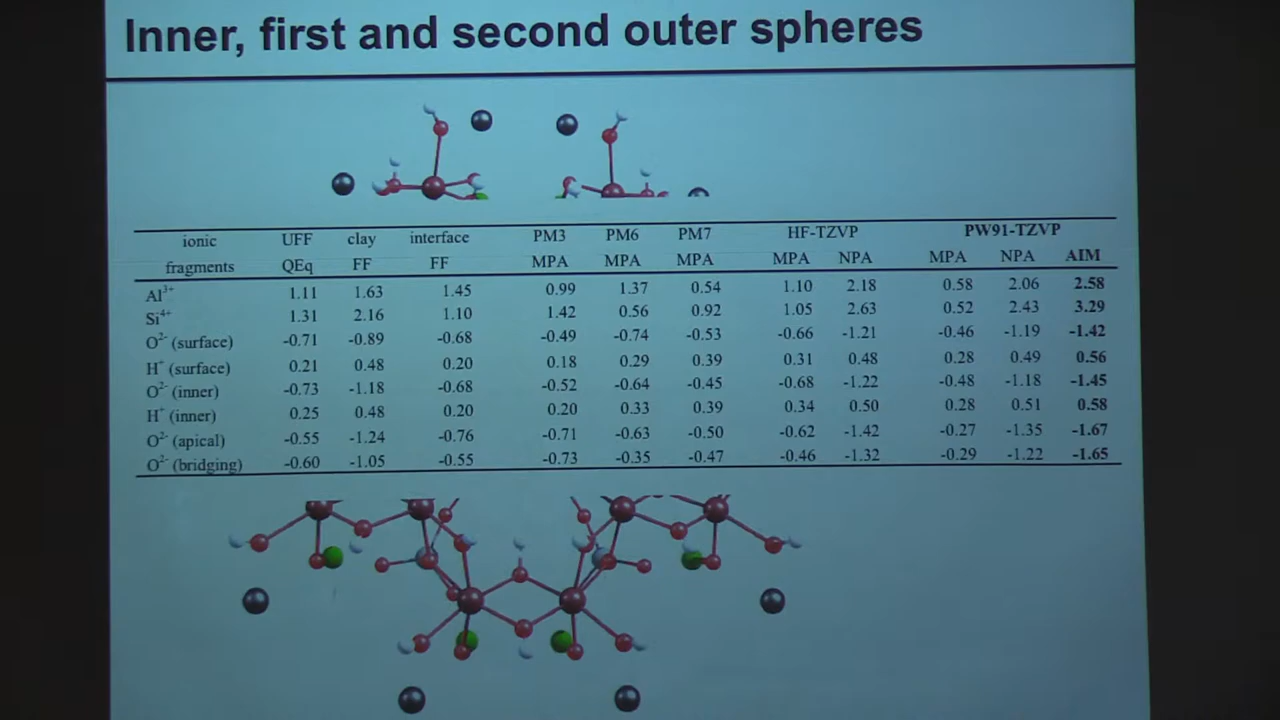 Inner, first and second outer spheres
ionic UFF clay interface PM3 PM6 PM7 HF-TZVP PW91-TZVP
fragments QEq FF FF MPA MPA MPA MPA NPA MPA NPA AIM
Al³⁺ 1.11 1.63 1.45 0.99 1.37 0.54 1.10 2.18 0.58 2.06 2.58
Si⁴⁺ 1.31 2.16 1.10 1.42 0.56 0.92 1.05 2.63 0.52 2.43 3.29
O²⁻ (surface) -0.71 -0.89 -0.68 -0.49 -0.74 -0.53 -0.66 -1.21 -0.46 -1.19 -1.42
H⁺ (surface) 0.21 0.48 0.20 0.18 0.29 0.39 0.31 0.48 0.28 0.49 0.56
O²⁻ (inner) -0.73 -1.18 -0.68 -0.52 -0.64 -0.45 -0.68 -1.22 -0.48 -1.18 -1.45
H⁺ (inner) 0.25 0.48 0.20 0.20 0.33 0.39 0.34 0.50 0.28 0.51 0.58
O²⁻ (apical) -0.55 -1.24 -0.76 -0.71 -0.63 -0.50 -0.62 -1.42 -0.27 -1.35 -1.67
O²⁻ (bridging) -0.60 -1.05 -0.55 -0.73 -0.35 -0.47 -0.46 -1.32 -0.29 -1.22 -1.65